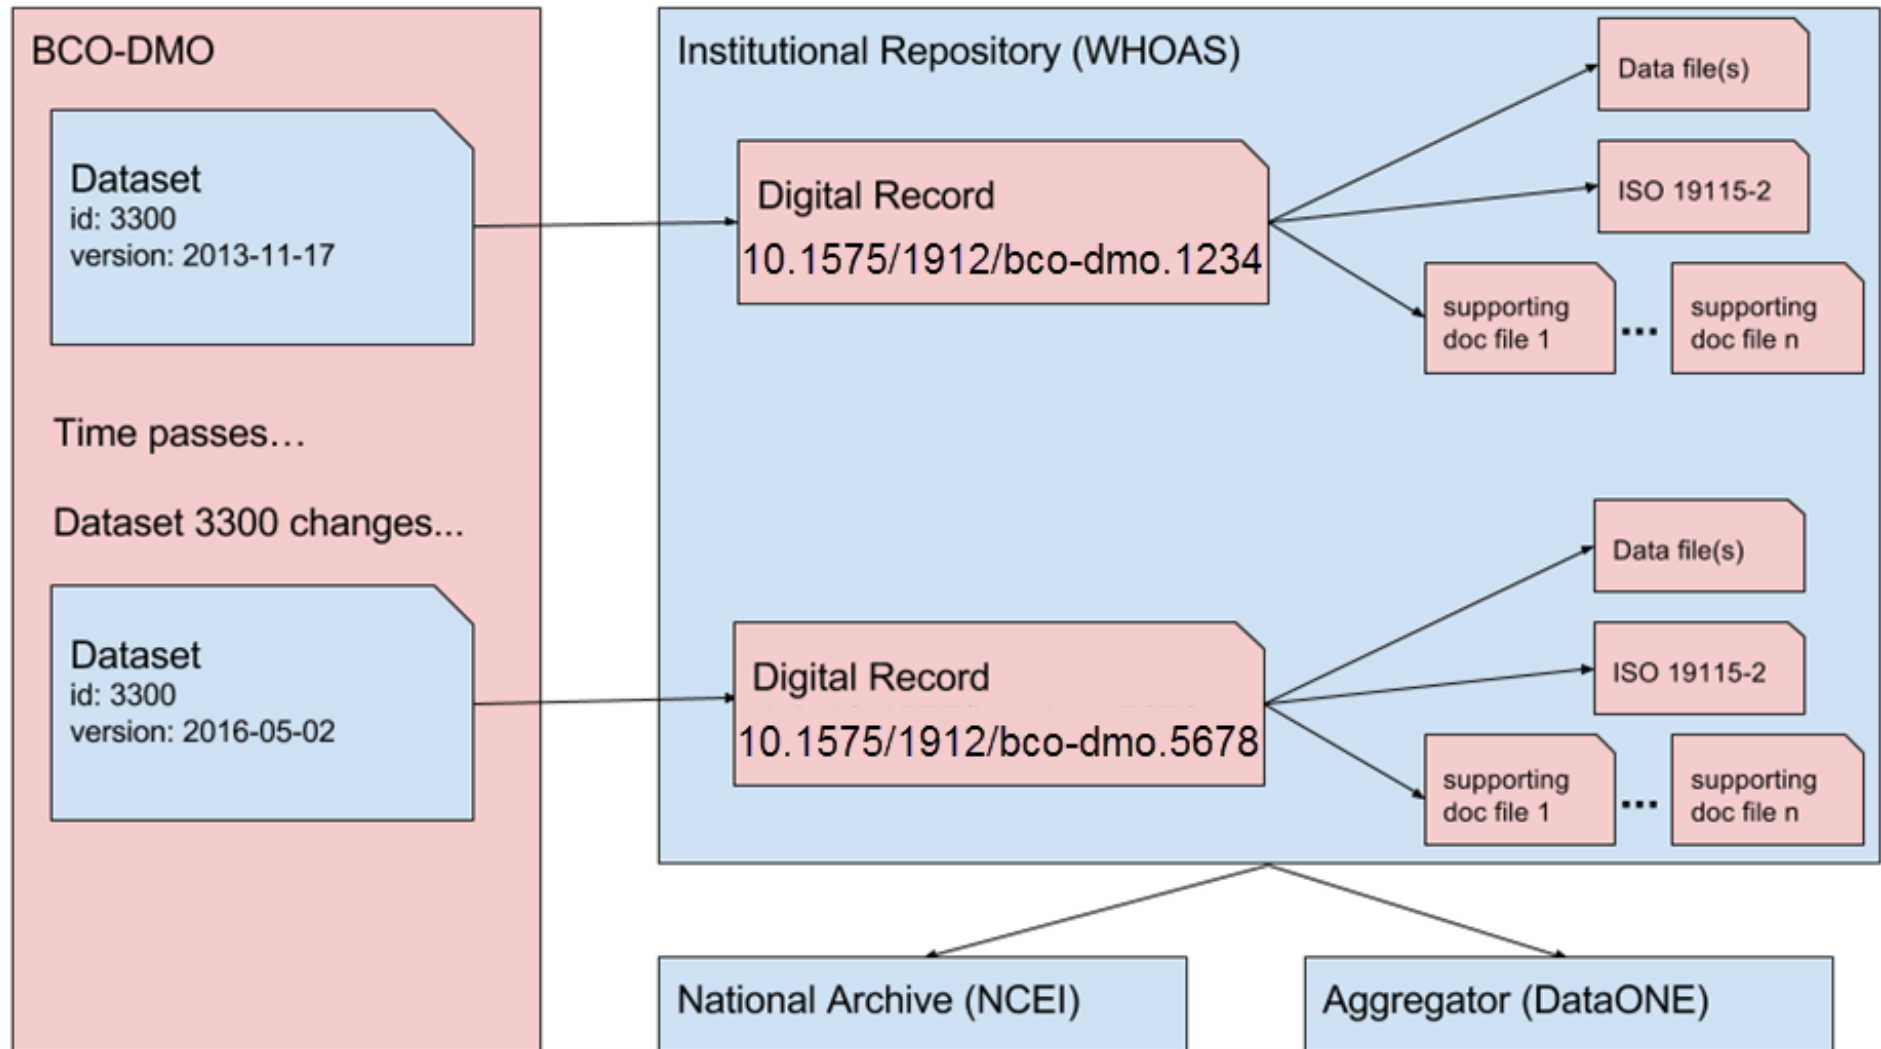 BCO-DMO
Dataset
id: 3300
version: 2013-11-17
Time passes…
Dataset 3300 changes...
Dataset
id: 3300
version: 2016-05-02
Institutional Repository (WHOAS)
Digital Record
10.1575/1912/bco-dmo.1234
Data file(s)
ISO 19115-2
supporting
doc file 1
...
supporting
doc file n
Digital Record
10.1575/1912/bco-dmo.5678
Data file(s)
ISO 19115-2
supporting
doc file 1
...
supporting
doc file n
National Archive (NCEI)
Aggregator (DataONE)